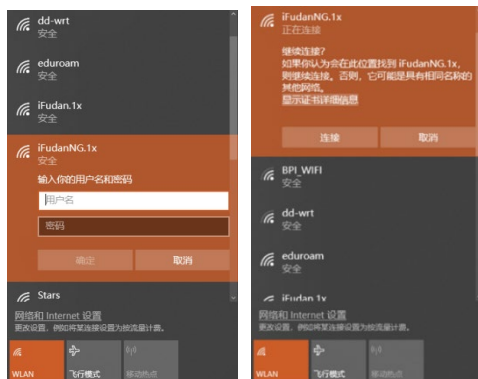 dd-wrt
安全
eduroam
安全
iFudan.1x
安全
iFudanNG.1x
安全
输入你的用户名和密码
用户名
密码
确定
取消
Stars
网络和 Internet 设置
更改设置，例如将某连接设置为按流量计费。
WLAN
飞行模式
移动热点
iFudanNG.1x
正在连接
继续连接?
如果你认为会在此位置找到 iFudanNG.1x,
则继续连接。否则，它可能是具有相同名称的
其他网络。
显示证书详细信息
连接
取消
BPI_WIFI
安全
dd-wrt
安全
eduroam
安全
iFudan.1x
网络和 Internet 设置
更改设置，例如将某连接设置为按流量计费。
WLAN
飞行模式
移动热点